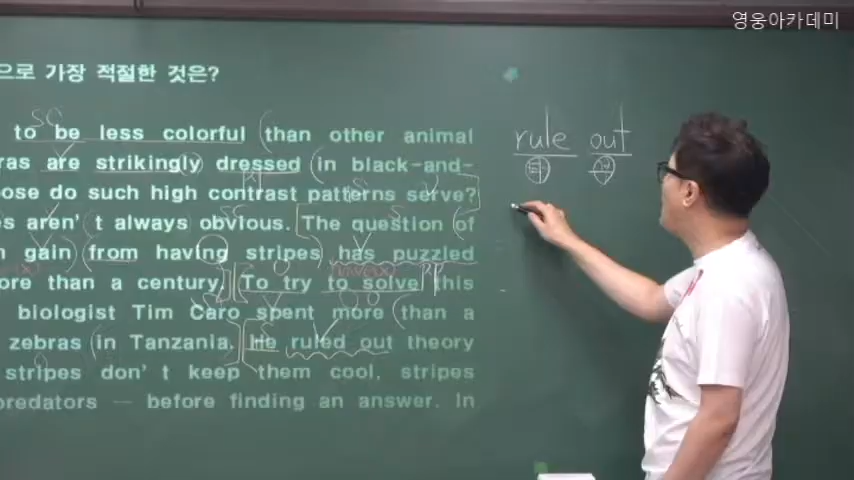 영웅아카데미
으로 가장 적절한 것은?
to be less colorful (than other animal
ras are strikingly dressed (in black-and-
ose do such high contrast patterns serve?
s aren't always obvious. [The question (of
n gain) (from having stripes) has puzzled
ore than a century. To try to solve this
biologist Tim Caro spent more (than a
zebras (in Tanzania. He ruled out theory
stripes don't keep them cool, stripes
predators — before finding an answer. In
rule out